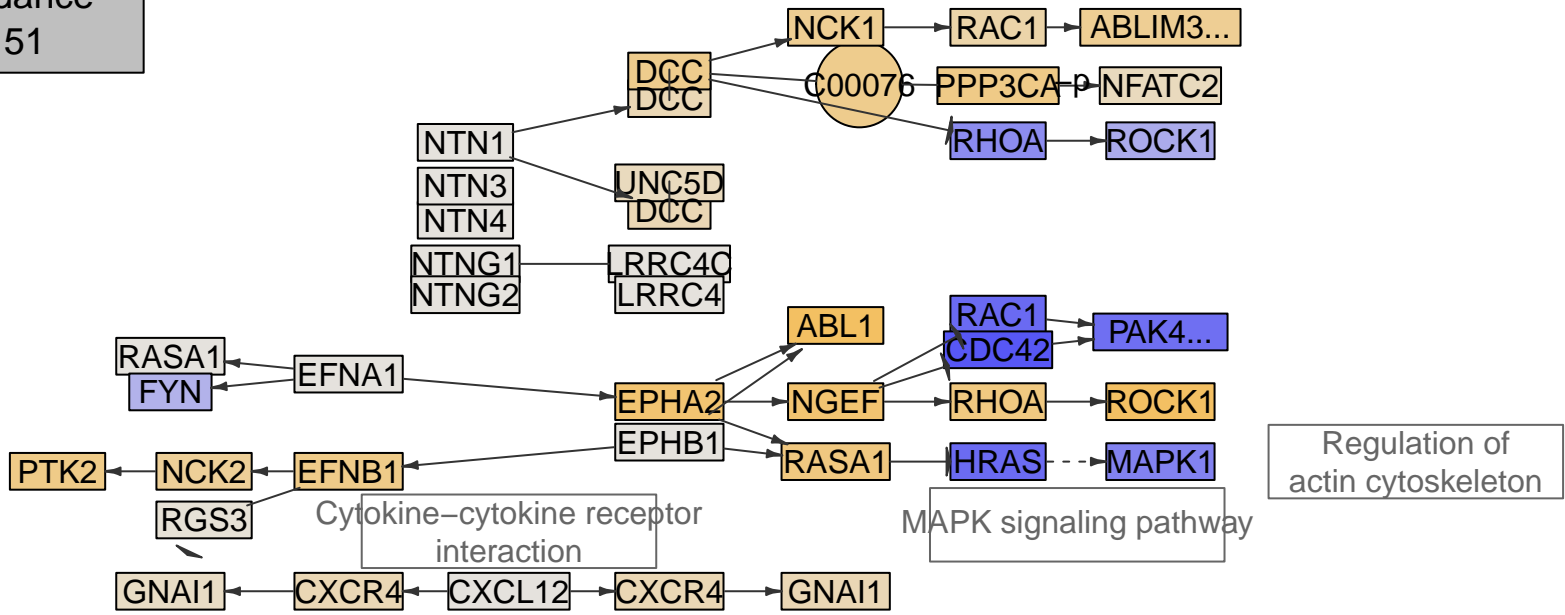 51
NCK1
RAC1
ABLIM3...
DCC
DCC
C00076
PPP3CA
+p
NFATC2
RHOA
ROCK1
NTN1
NTN3
NTN4
UNC5D
DCC
NTNG1
NTNG2
LRRC4C
LRRC4
ABL1
RAC1
CDC42
PAK4...
RASA1
FYN
EFNA1
EPHA2
EPHB1
NGEF
RHOA
ROCK1
PTK2
NCK2
EFNB1
RASA1
HRAS
MAPK1
RGS3
Regulation of
actin cytoskeleton
Cytokine−cytokine receptor
interaction
MAPK signaling pathway
GNAI1
CXCR4
CXCL12
CXCR4
GNAI1